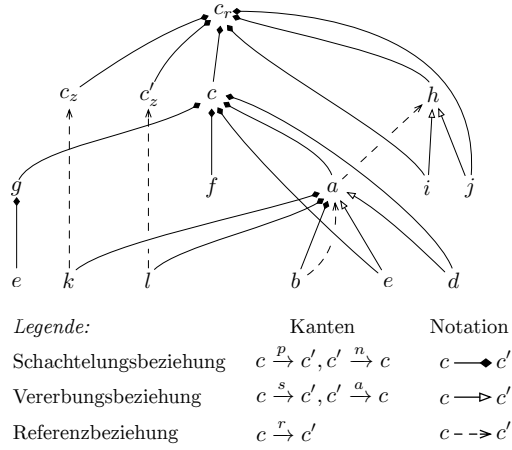 c_r
c_z c'_z c h
g f a i j
e k l b e d
Legende: Kanten Notation
Schachtelungsbeziehung c →^p c', c' →^n c c —◆ c'
Vererbungsbeziehung c →^s c', c' →^a c c —▷ c'
Referenzbeziehung c →^r c' c --→ c'